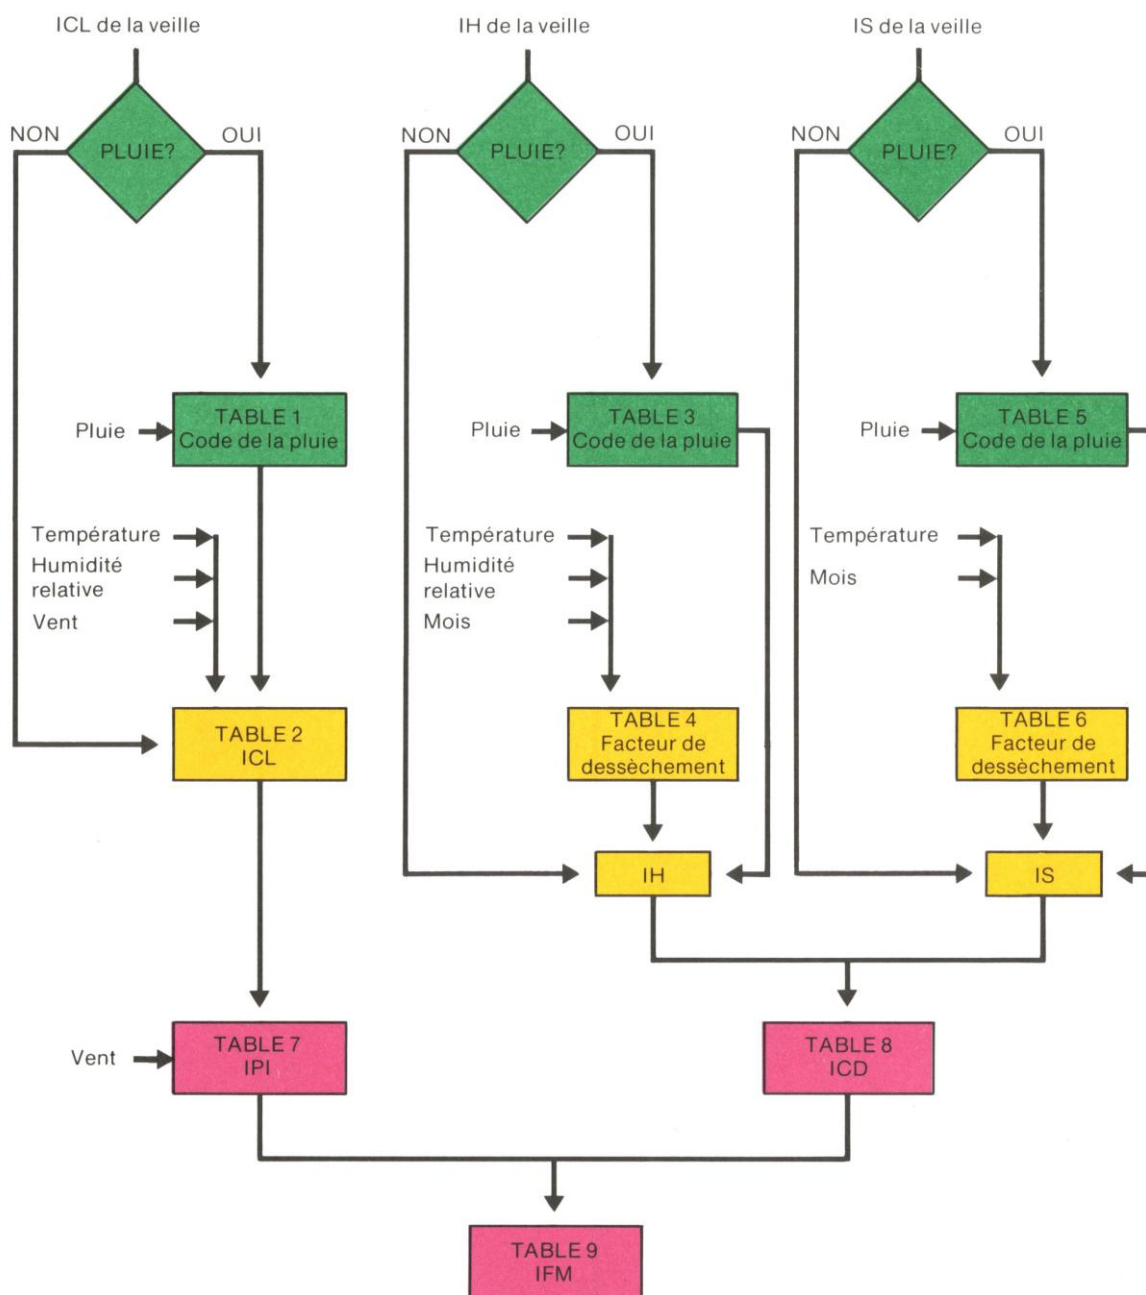 ICL de la veille
IH de la veille
IS de la veille
NON
PLUIE?
OUI
NON
PLUIE?
OUI
NON
PLUIE?
OUI
Pluie
TABLE 1
Code de la pluie
Pluie
TABLE 3
Code de la pluie
Pluie
TABLE 5
Code de la pluie
Température
Humidité
relative
Vent
Température
Humidité
relative
Mois
Température
Mois
TABLE 2
ICL
TABLE 4
Facteur de
dessèchement
TABLE 6
Facteur de
dessèchement
IH
IS
Vent
TABLE 7
IPI
TABLE 8
ICD
TABLE 9
IFM